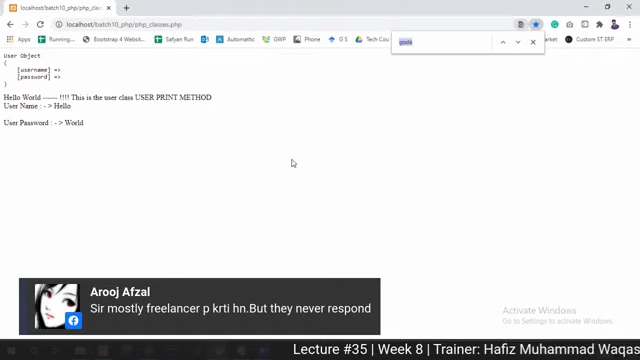 localhost/batch10_php/php_clas
localhost/batch10_php/php_classes.php
Apps
Running...
Bootstrap 4 Website...
Safyan Run
Automattic
GWP
Phone
Tech Cou
Custom ST ERP
User Object
(
[username] =>
[password] =>
)
Hello World ------ !!!! This is the user class USER PRINT METHOD
User Name : - > Hello
User Password : - > World
Arooj Afzal
Sir mostly freelancer p krti hn.But they never respond
Activate Windows
Go to Settings to activate Windows.
Lecture #35 | Week 8 | Trainer: Hafiz Muhammad Waqas